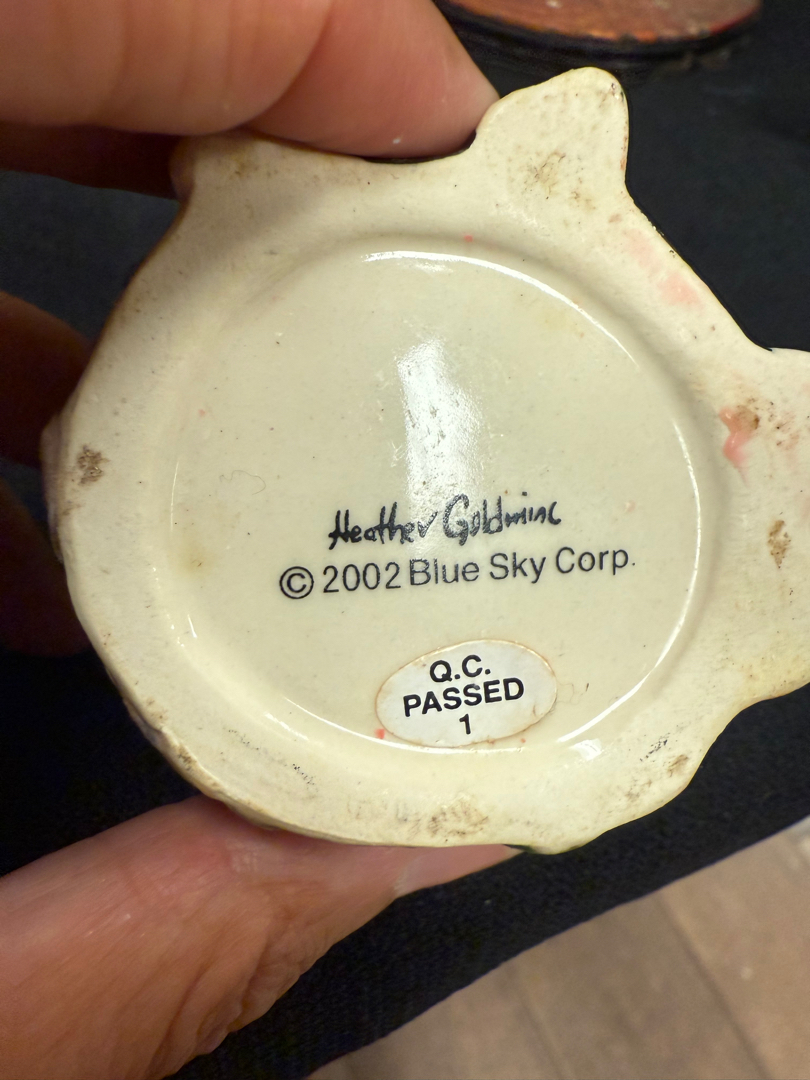 Heather Goldminc
© 2002 Blue Sky Corp.
Q.C.
PASSED
1